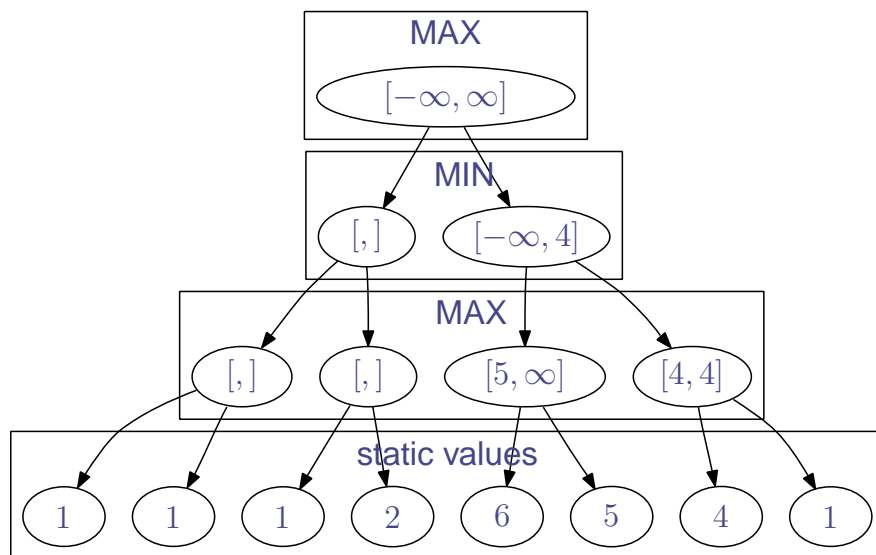 MAX
[−∞, ∞]
MIN
[, ] [−∞, 4]
MAX
[, ] [, ] [5, ∞] [4, 4]
static values
1 1 1 2 6 5 4 1